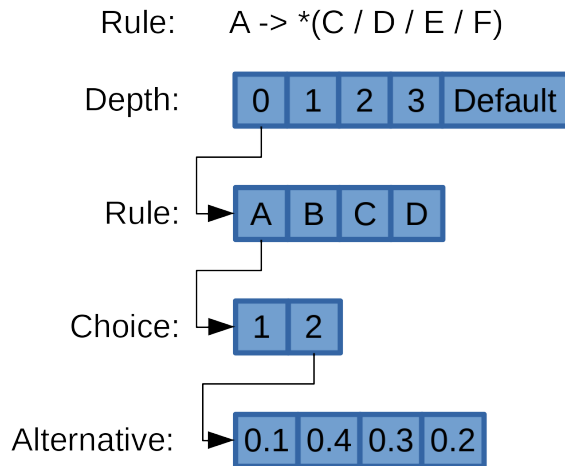 Rule: A -> *(C / D / E / F)
Depth: 0 1 2 3 Default
Rule: A B C D
Choice: 1 2
Alternative: 0.1 0.4 0.3 0.2